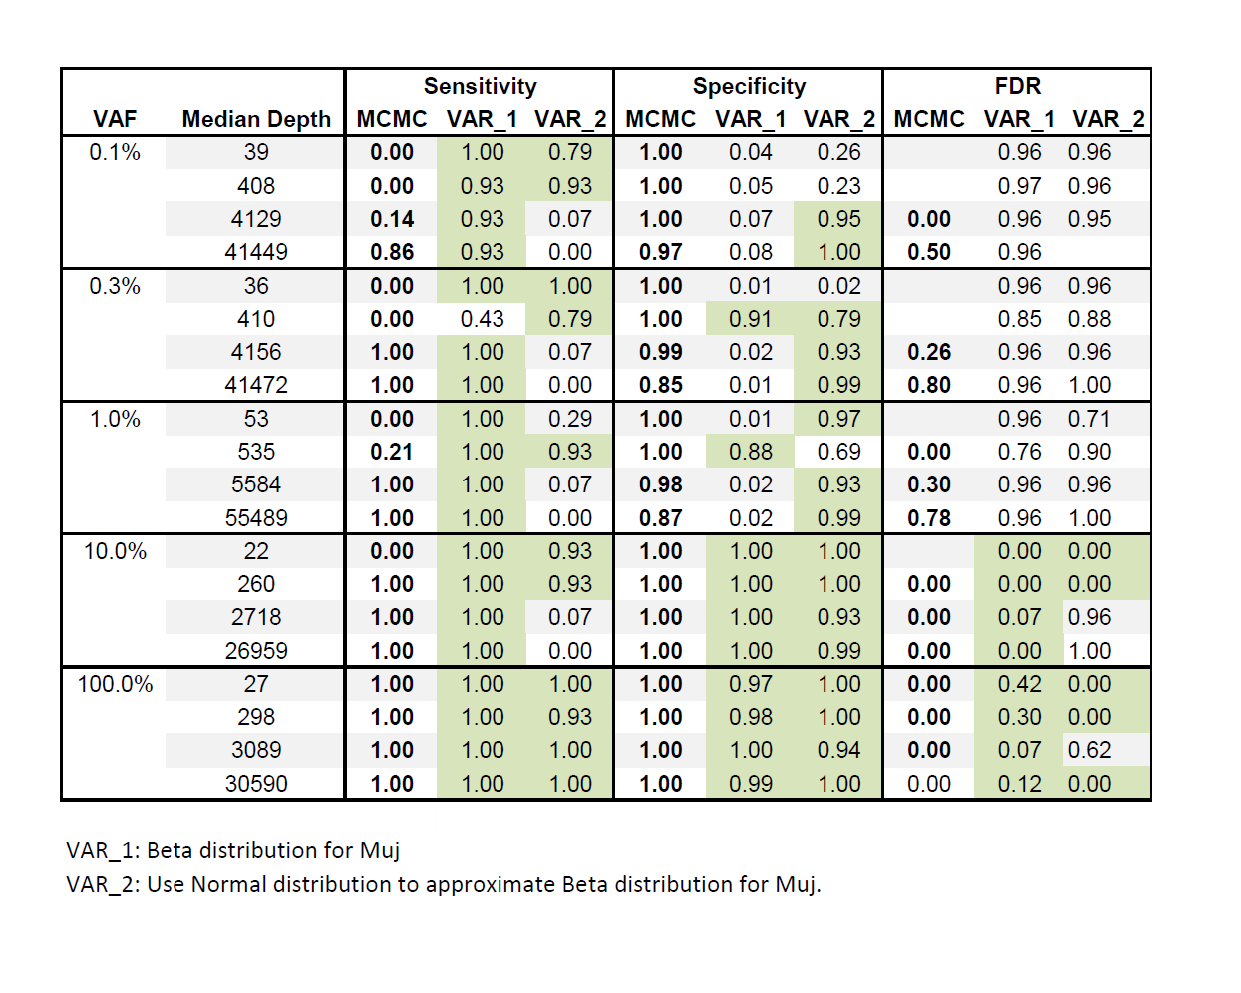 Sensitivity Specificity FDR
VAF Median Depth MCMC VAR_1 VAR_2 MCMC VAR_1 VAR_2 MCMC VAR_1 VAR_2
0.1% 39 0.00 1.00 0.79 1.00 0.04 0.26 0.96 0.96
408 0.00 0.93 0.93 1.00 0.05 0.23 0.97 0.96
4129 0.14 0.93 0.07 1.00 0.07 0.95 0.00 0.96 0.95
41449 0.86 0.93 0.00 0.97 0.08 1.00 0.50 0.96
0.3% 36 0.00 1.00 1.00 1.00 0.01 0.02 0.96 0.96
410 0.00 0.43 0.79 1.00 0.91 0.79 0.85 0.88
4156 1.00 1.00 0.07 0.99 0.02 0.93 0.26 0.96 0.96
41472 1.00 1.00 0.00 0.85 0.01 0.99 0.80 0.96 1.00
1.0% 53 0.00 1.00 0.29 1.00 0.01 0.97 0.96 0.71
535 0.21 1.00 0.93 1.00 0.88 0.69 0.00 0.76 0.90
5584 1.00 1.00 0.07 0.98 0.02 0.93 0.30 0.96 0.96
55489 1.00 1.00 0.00 0.87 0.02 0.99 0.78 0.96 1.00
10.0% 22 0.00 1.00 0.93 1.00 1.00 1.00 0.00 0.00
260 1.00 1.00 0.93 1.00 1.00 1.00 0.00 0.00 0.00
2718 1.00 1.00 0.07 1.00 1.00 0.93 0.00 0.07 0.96
26959 1.00 1.00 0.00 1.00 1.00 0.99 0.00 0.00 1.00
100.0% 27 1.00 1.00 1.00 1.00 0.97 1.00 0.00 0.42 0.00
298 1.00 1.00 0.93 1.00 0.98 1.00 0.00 0.30 0.00
3089 1.00 1.00 1.00 1.00 1.00 0.94 0.00 0.07 0.62
30590 1.00 1.00 1.00 1.00 0.99 1.00 0.00 0.12 0.00
VAR_1: Beta distribution for Muj
VAR_2: Use Normal distribution to approximate Beta distribution for Muj.